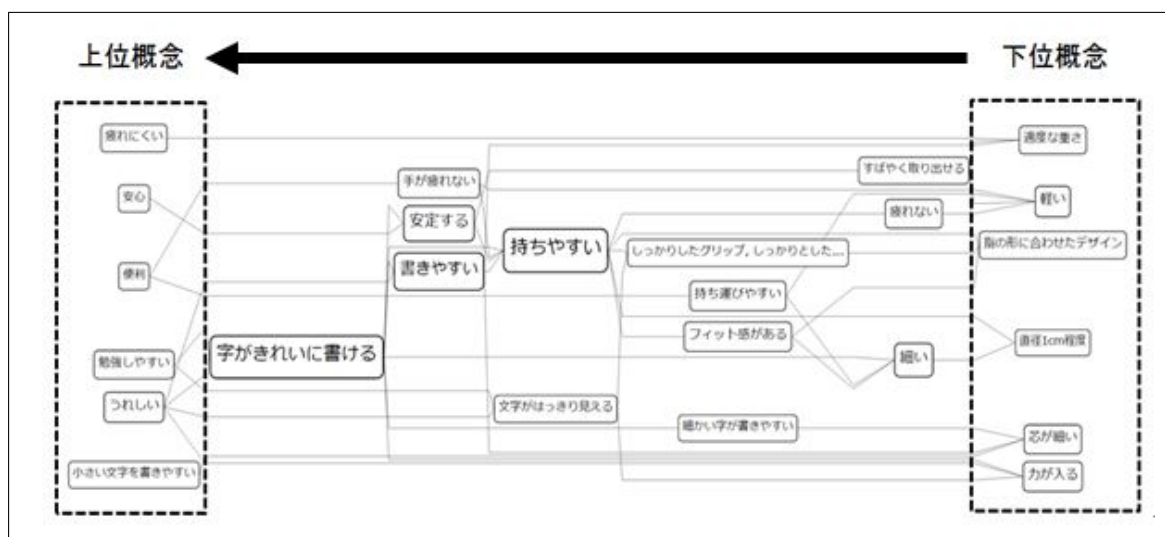 上位概念
下位概念
疲れにくい
適度な重さ
すばやく取り出せる
手が疲れない
安心
軽い
疲れない
安定する
持ちやすい
しっかりしたグリップ, しっかりとした...
指の形に合わせたデザイン
書きやすい
便利
持ち運びやすい
フィット感がある
直径1cm程度
字がきれいに書ける
細い
勉強しやすい
うれしい
文字がはっきり見える
細かい字が書きやすい
芯が細い
小さい文字を書きやすい
力が入る